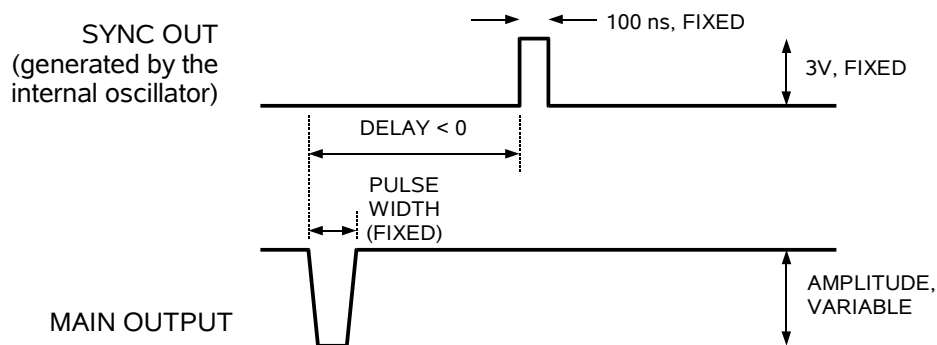 SYNC OUT
(generated by the
internal oscillator)
100 ns, FIXED
3V, FIXED
DELAY < 0
PULSE
WIDTH
(FIXED)
AMPLITUDE,
VARIABLE
MAIN OUTPUT